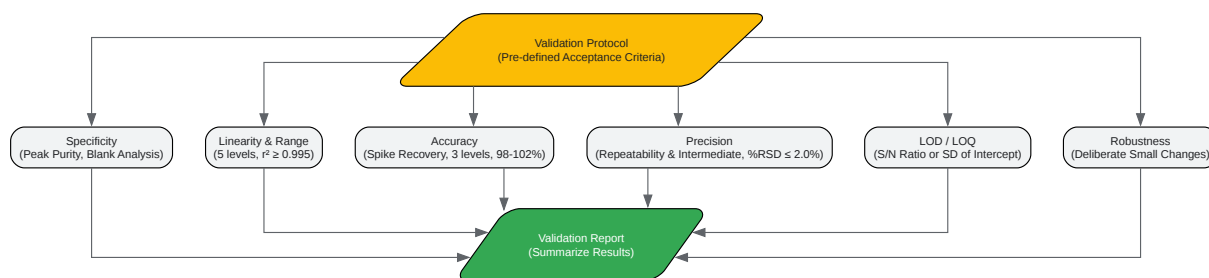 Validation Protocol
(Pre-defined Acceptance Criteria)
Specificity
(Peak Purity, Blank Analysis)
Linearity & Range
(5 levels, r² ≥ 0.995)
Accuracy
(Spike Recovery, 3 levels, 98-102%)
Precision
(Repeatability & Intermediate, %RSD ≤ 2.0%)
LOD / LOQ
(S/N Ratio or SD of Intercept)
Robustness
(Deliberate Small Changes)
Validation Report
(Summarize Results)